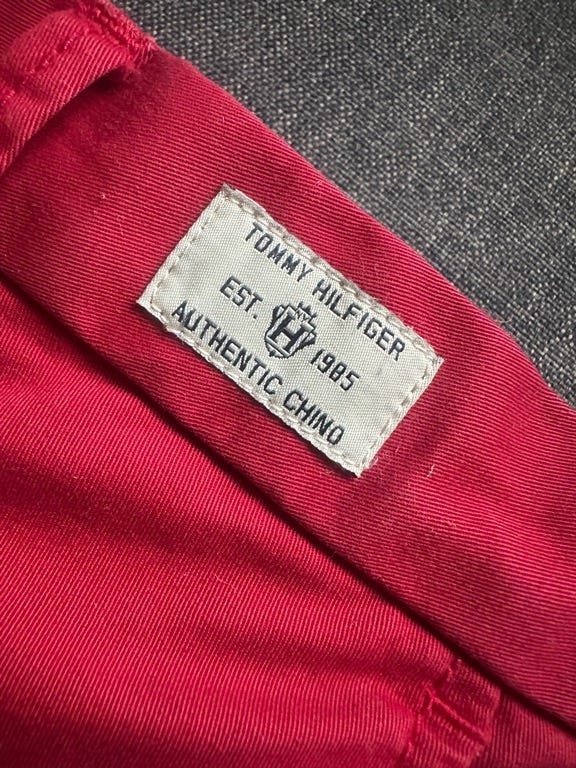 TOMMY HILFIGER
EST. H 1985
AUTHENTIC CHINO